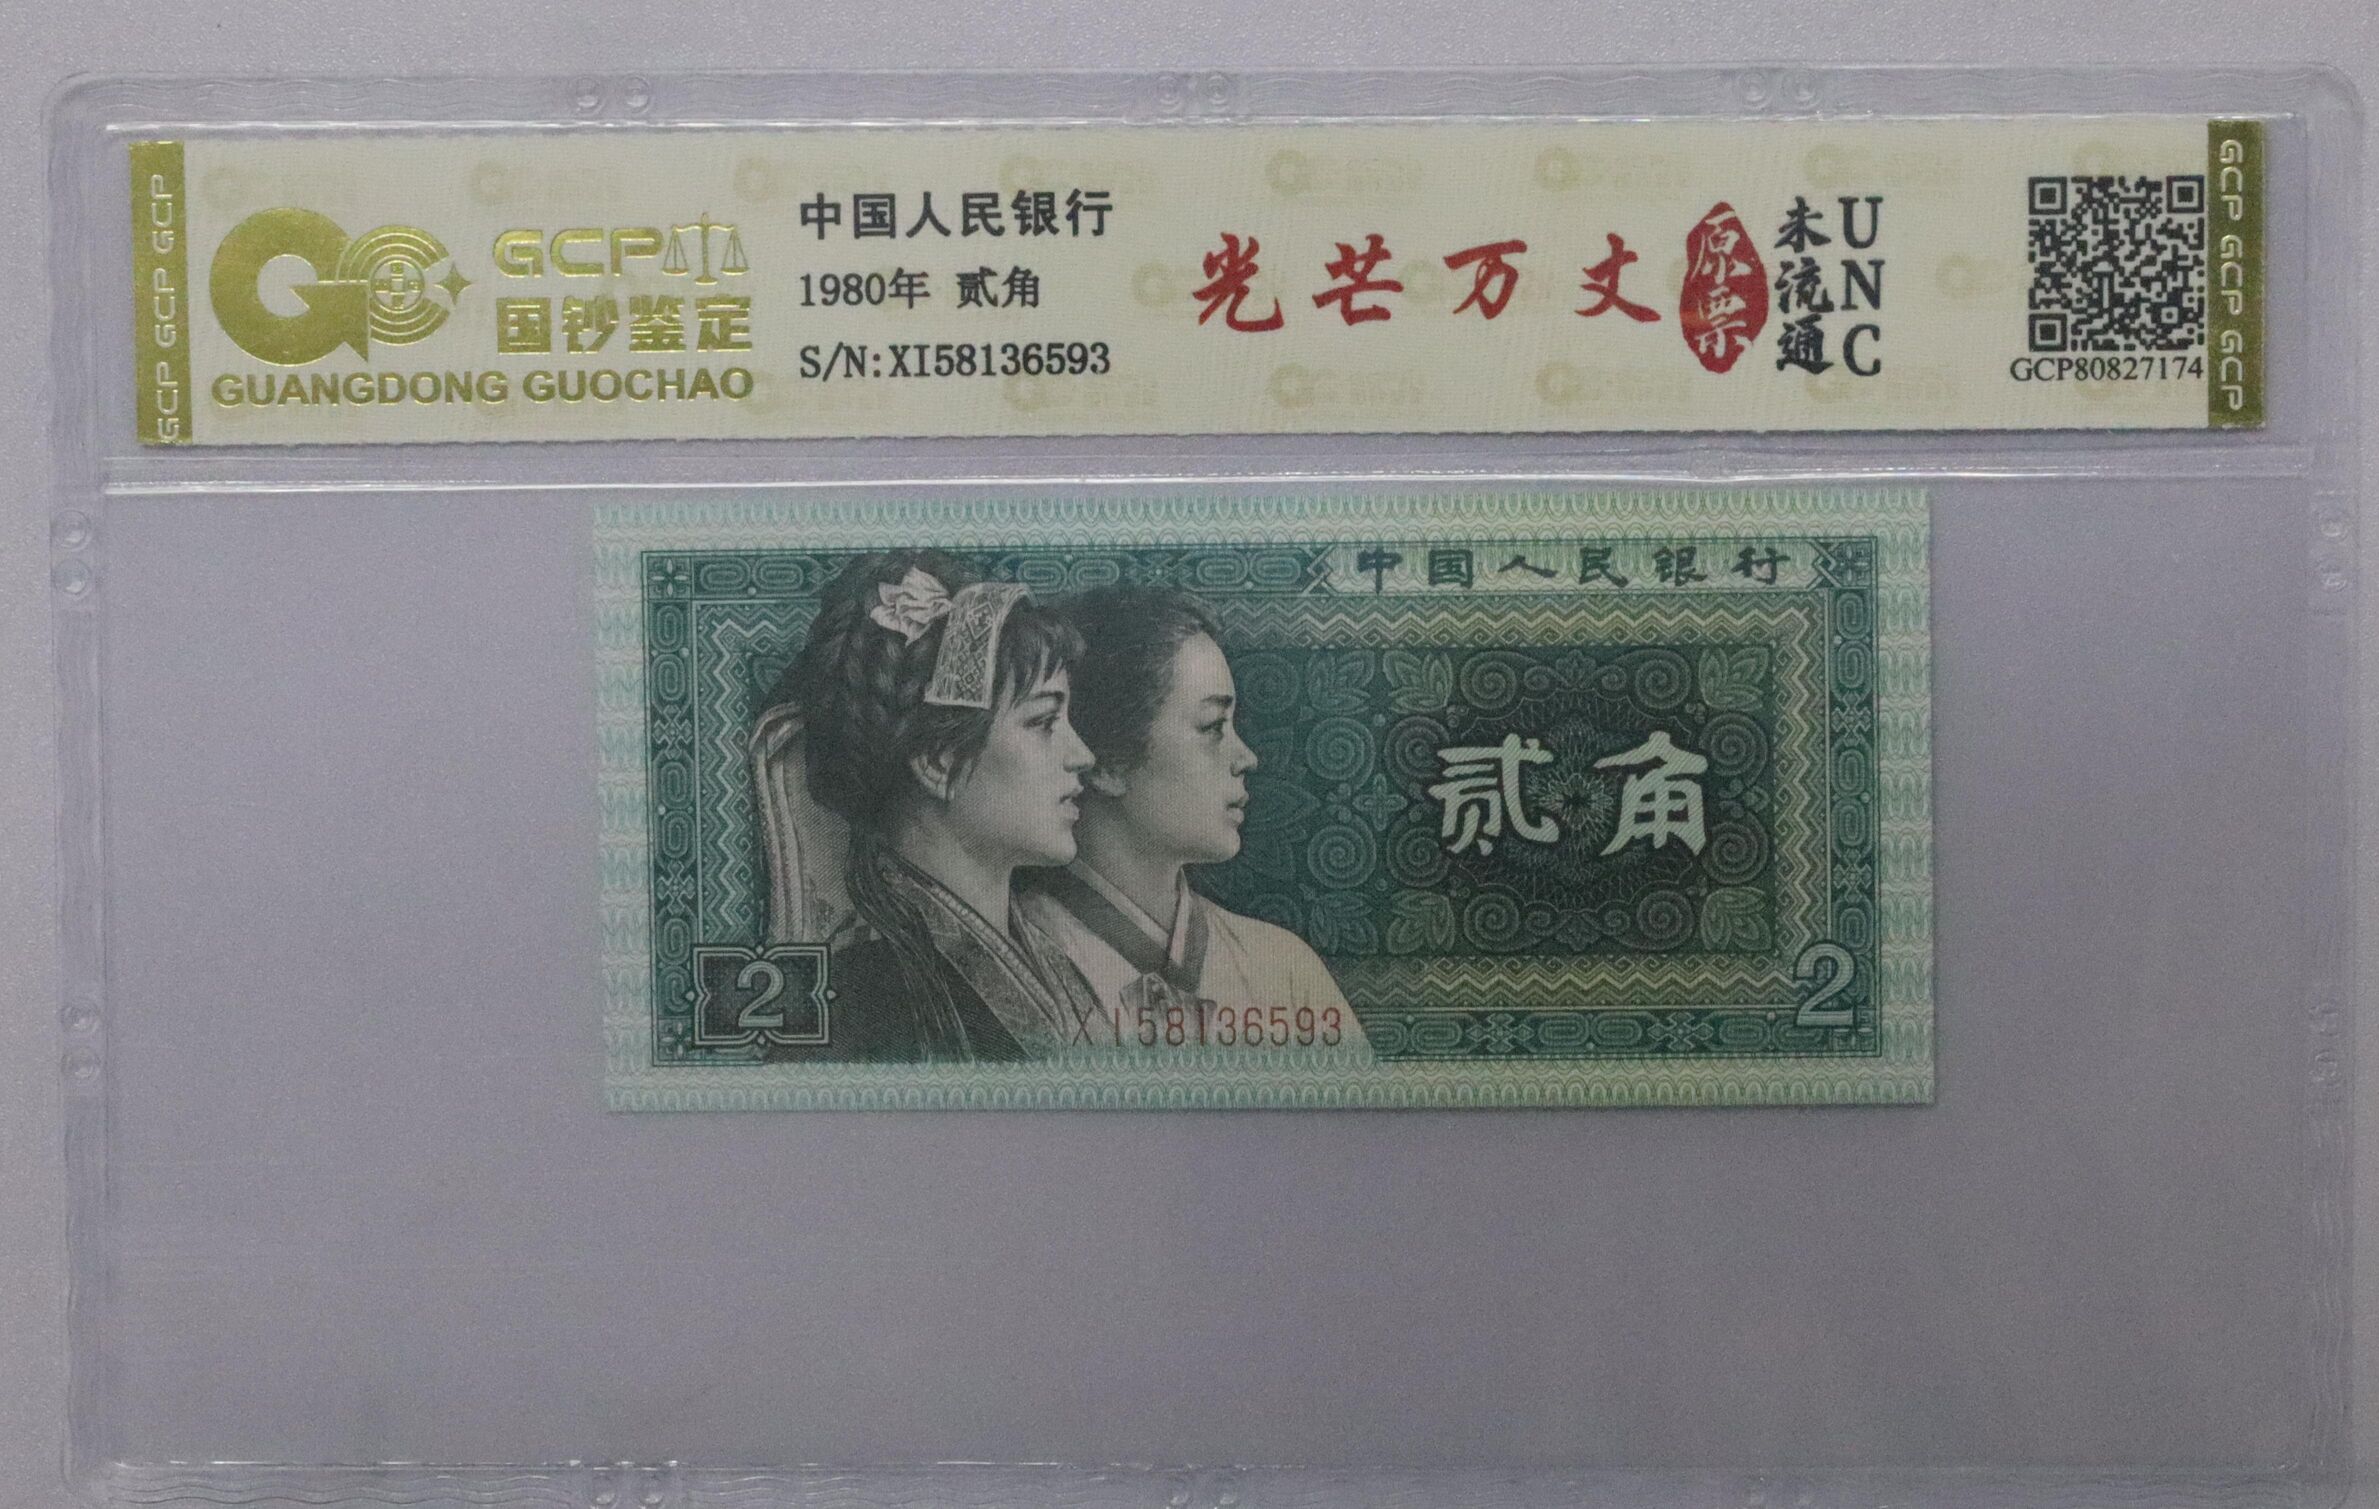 GCP GCP GCP
GCP
国钞鉴定
GUANGDONG GUOCHAO
中国人民银行
1980年 贰角
S/N:XI58136593
光芒万丈
原票
未流通
UNC
GCP80827174
GCP GCP GCP
中国人民银行
贰角
2
XI58136593
2